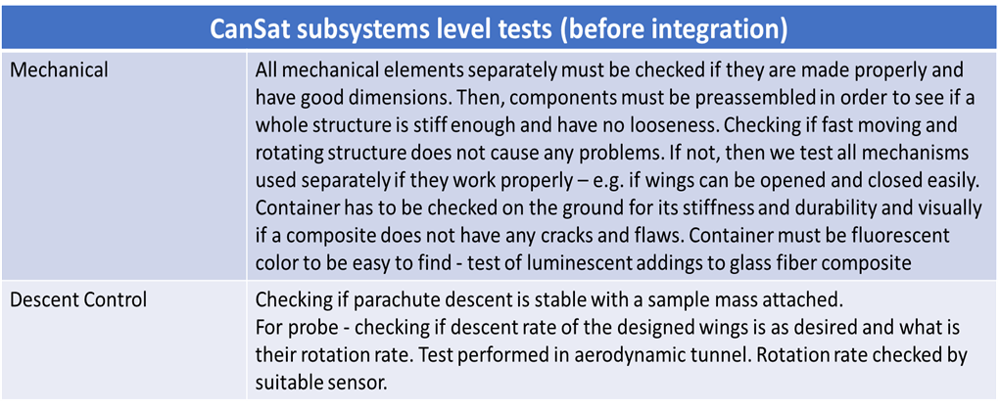 CanSat subsystems level tests (before integration)
Mechanical
All mechanical elements separately must be checked if they are made properly and
have good dimensions. Then, components must be preassembled in order to see if a
whole structure is stiff enough and have no looseness. Checking if fast moving and
rotating structure does not cause any problems. If not, then we test all mechanisms
used separately if they work properly – e.g. if wings can be opened and closed easily.
Container has to be checked on the ground for its stiffness and durability and visually
if a composite does not have any cracks and flaws. Container must be fluorescent
color to be easy to find - test of luminescent addings to glass fiber composite
Descent Control
Checking if parachute descent is stable with a sample mass attached.
For probe - checking if descent rate of the designed wings is as desired and what is
their rotation rate. Test performed in aerodynamic tunnel. Rotation rate checked by
suitable sensor.